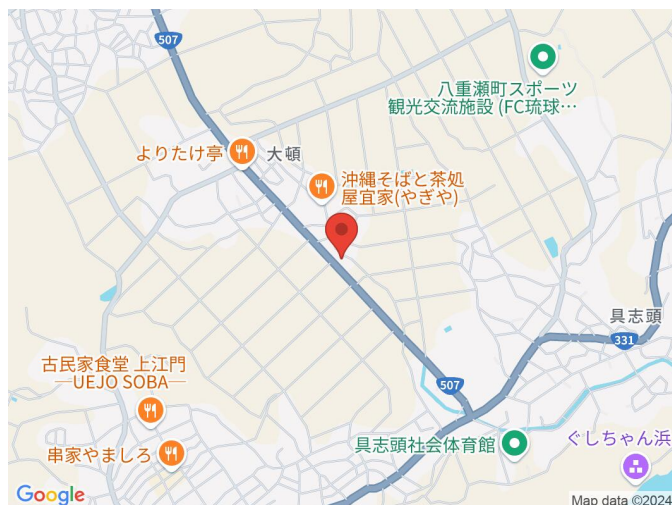 507
八重瀬町スポーツ
観光交流施設 (FC琉球…
よりたけ亭
大頓
沖縄そばと茶処
屋宜家(やぎや)
具志頭
331
古民家食堂 上江門
―UEJO SOBA―
507
串家やましろ
具志頭社会体育館
ぐしちゃん浜
Google
Map data ©2024